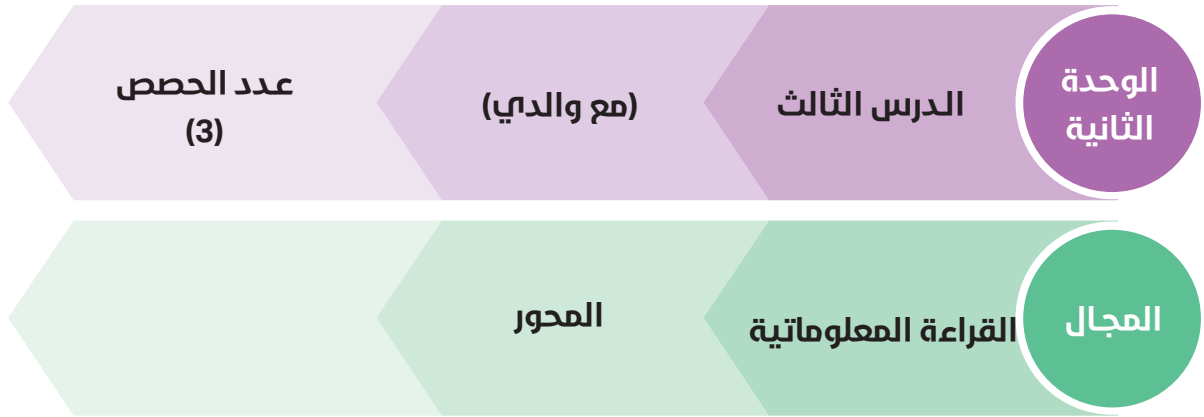 الوحدة
الثانية
الدرس الثالث
(مع والدي)
عدد الحصص
(3)
المجال
القراءة المعلوماتية
المحور